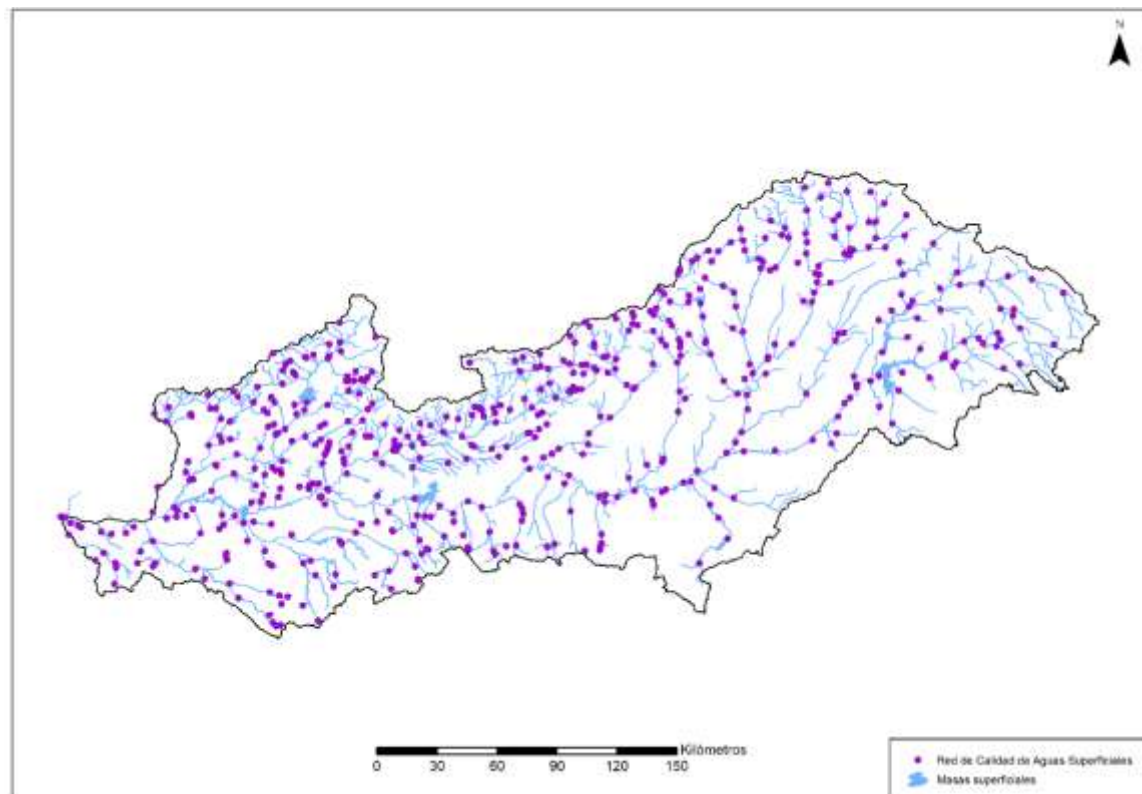 N
Kilómetros
0 30 60 90 120 150
Red de Calidad de Aguas Superficiales
Masas superficiales